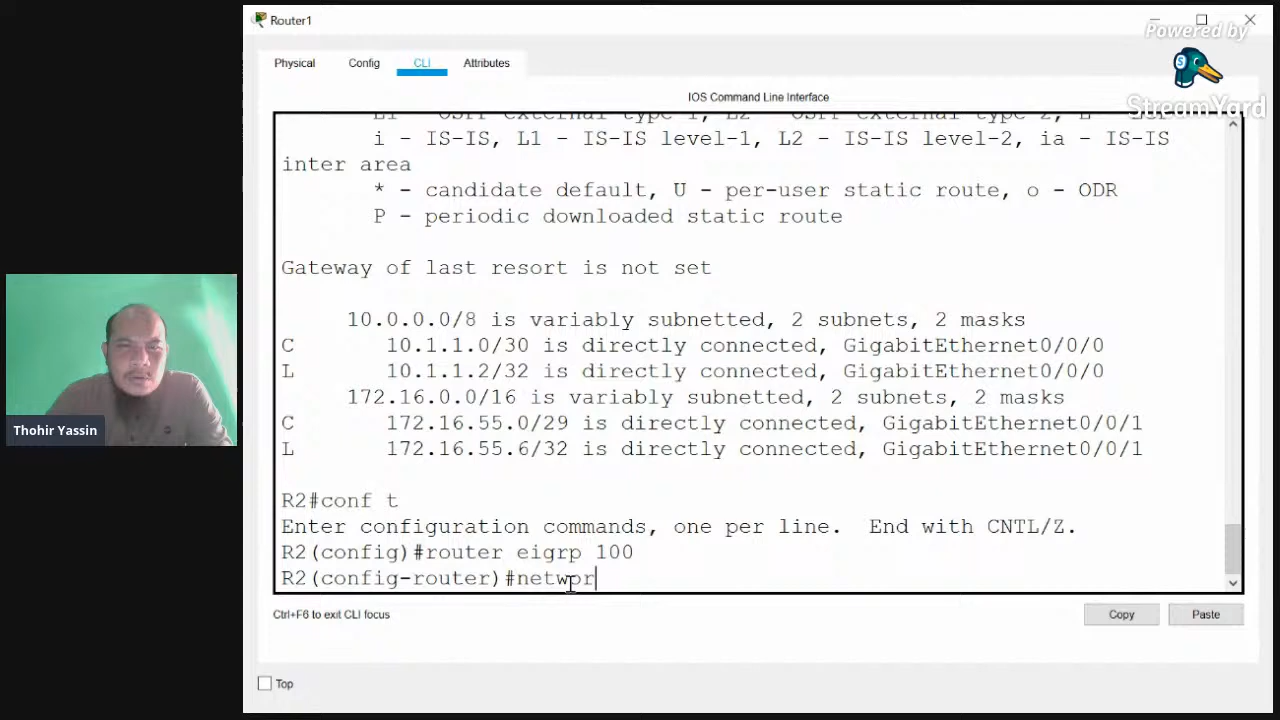 Router1
Powered by
StreamYard
Physical
Config
CLI
Attributes
IOS Command Line Interface
i - IS-IS, L1 - IS-IS level-1, L2 - IS-IS level-2, ia - IS-IS
inter area
* - candidate default, U - per-user static route, o - ODR
P - periodic downloaded static route
Gateway of last resort is not set
10.0.0.0/8 is variably subnetted, 2 subnets, 2 masks
C 10.1.1.0/30 is directly connected, GigabitEthernet0/0/0
L 10.1.1.2/32 is directly connected, GigabitEthernet0/0/0
172.16.0.0/16 is variably subnetted, 2 subnets, 2 masks
C 172.16.55.0/29 is directly connected, GigabitEthernet0/0/1
L 172.16.55.6/32 is directly connected, GigabitEthernet0/0/1
R2#conf t
Enter configuration commands, one per line. End with CNTL/Z.
R2(config)#router eigrp 100
R2(config-router)#netwpr
Ctrl+F6 to exit CLI focus
Copy
Paste
Top
Thohir Yassin